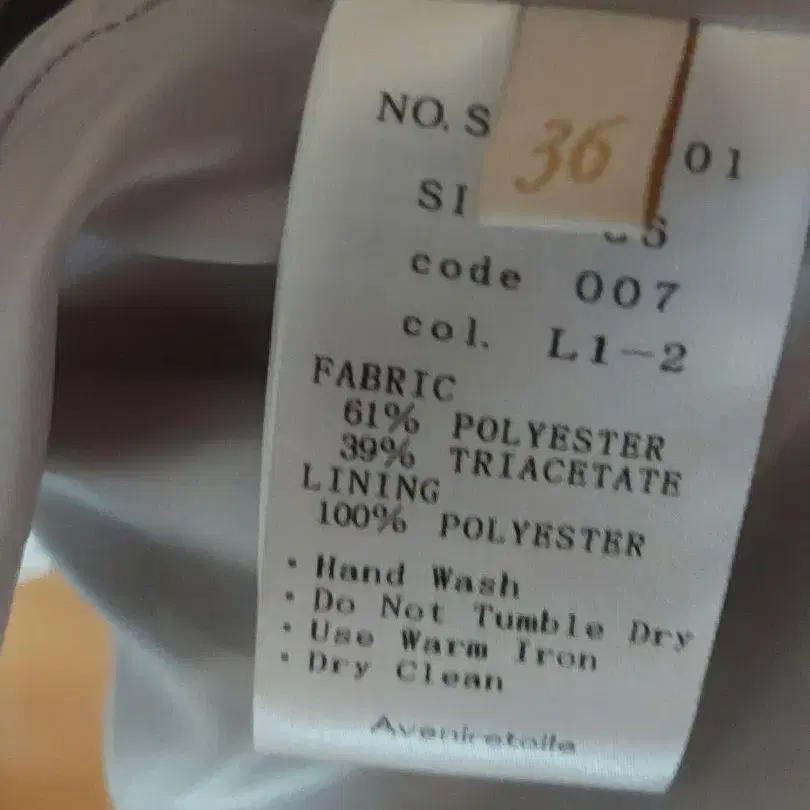 NO. S 36 01
SI
code 007
col. L1-2
FABRIC
61% POLYESTER
39% TRIACETATE
LINING
100% POLYESTER
· Hand Wash
· Do Not Tumble Dry
· Use Warm Iron
· Dry Clean
Aveniretoile